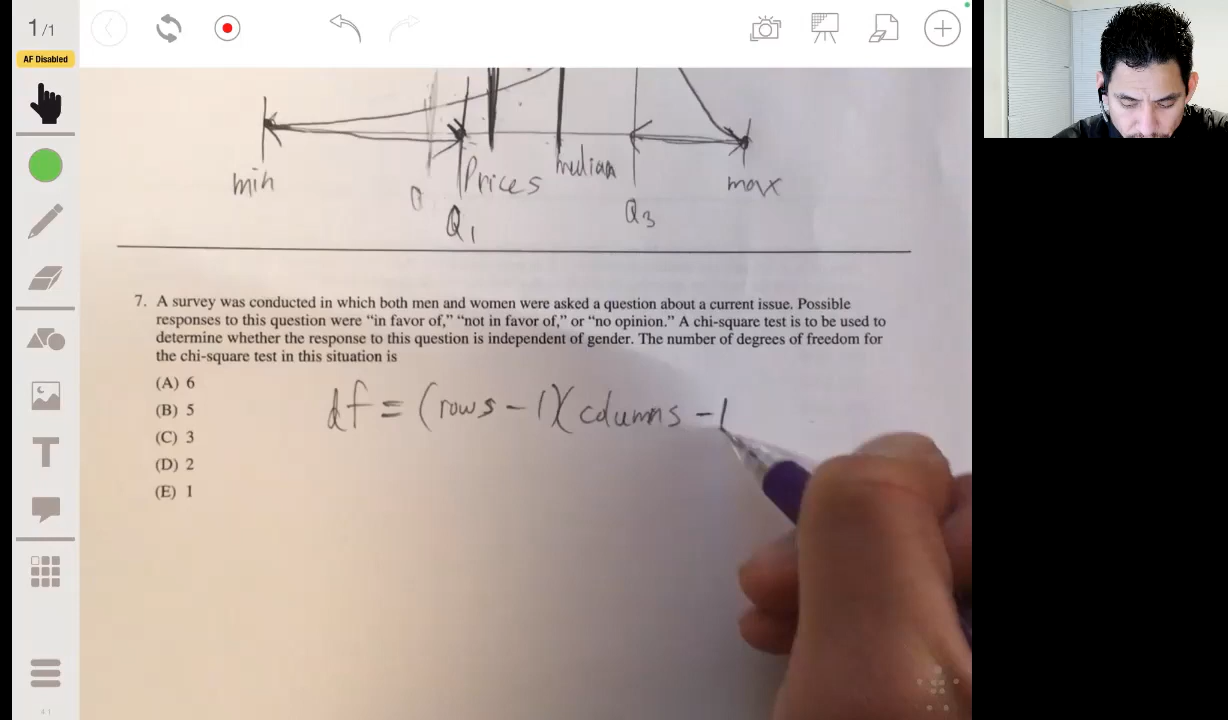 1/1
AF Disabled
min
Prices
median
max
Q1
Q3
7. A survey was conducted in which both men and women were asked a question about a current issue. Possible
responses to this question were “in favor of,” “not in favor of,” or “no opinion.” A chi-square test is to be used to
determine whether the response to this question is independent of gender. The number of degrees of freedom for
the chi-square test in this situation is
(A) 6
(B) 5
(C) 3
(D) 2
(E) 1
df = (rows - 1)(columns - 1
T